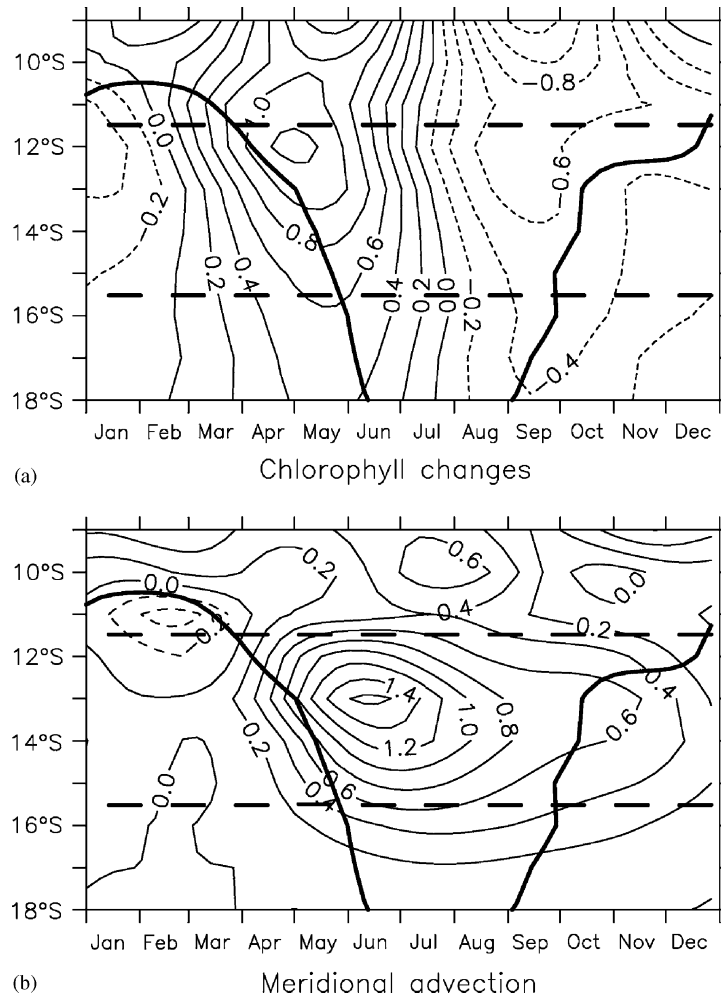 10°S
12°S
14°S
16°S
18°S
0.0
0.2
0.2
0.4
1.0
0.8
0.6
0.4
0.2
0.0
-0.2
-0.8
-0.6
-0.4
Jan Feb Mar Apr May Jun Jul Aug Sep Oct Nov Dec
(a)
Chlorophyll changes
10°S
12°S
14°S
16°S
18°S
0.0
0.2
0.6
0.0
0.4
0.2
0.4
1.4
1.0
0.8
0.6
0.2
1.2
0.0
0.6
0.4
Jan Feb Mar Apr May Jun Jul Aug Sep Oct Nov Dec
(b)
Meridional advection